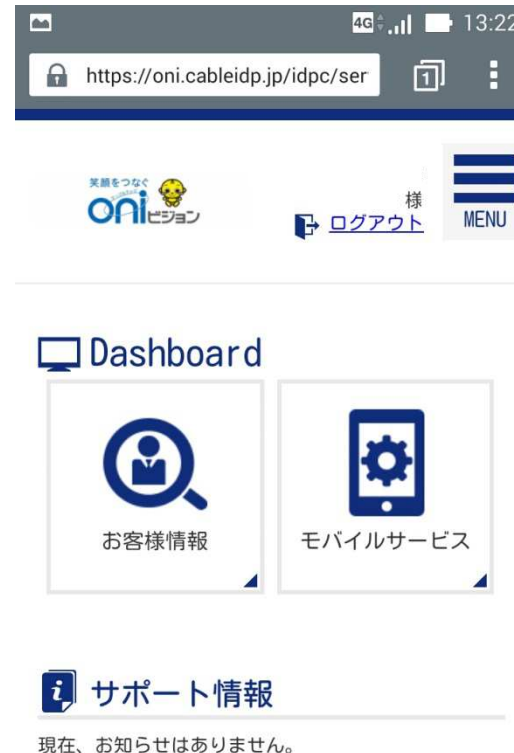 4G 13:22
https://oni.cableidp.jp/idpc/ser 1
笑顔をつなぐ
oniビジョン
様
ログアウト
MENU
Dashboard
お客様情報 モバイルサービス
i サポート情報
現在、お知らせはありません。